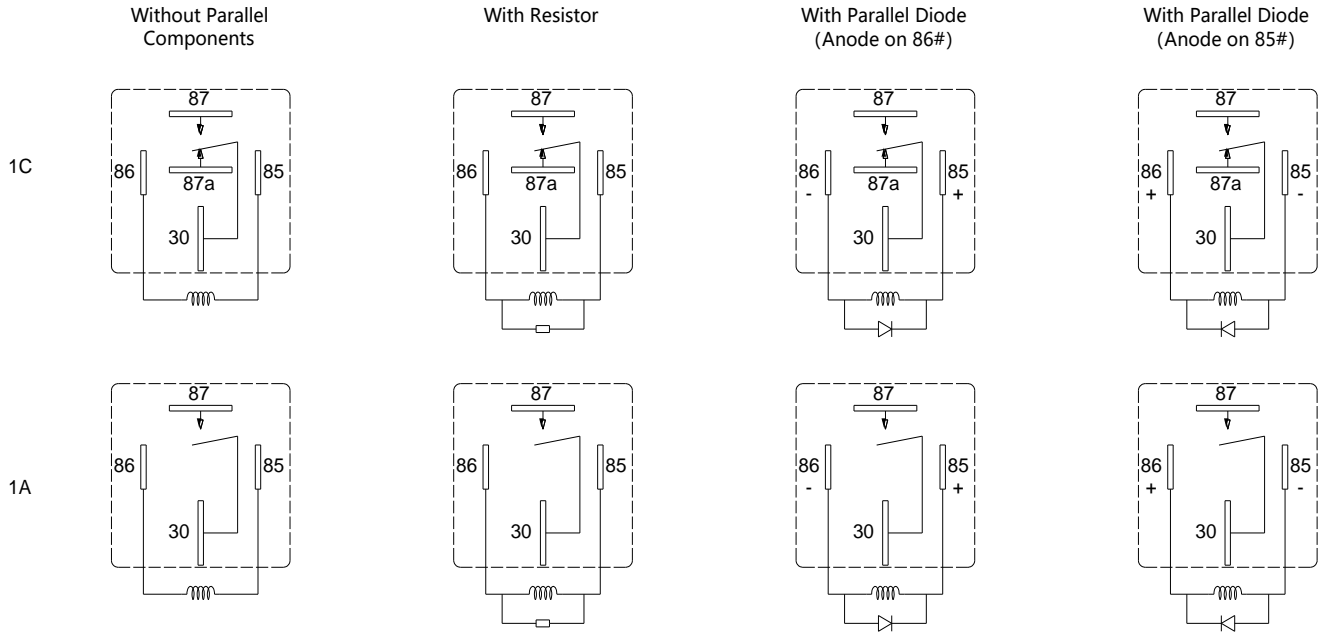 Without Parallel
Components
With Resistor
With Parallel Diode
(Anode on 86#)
With Parallel Diode
(Anode on 85#)
1C
87
86
85
87a
30
87
86
85
87a
30
87
86
85
87a
- +
30
87
86
85
87a
+ -
30
1A
87
86
85
30
87
86
85
30
87
86
85
- +
30
87
86
85
+ -
30